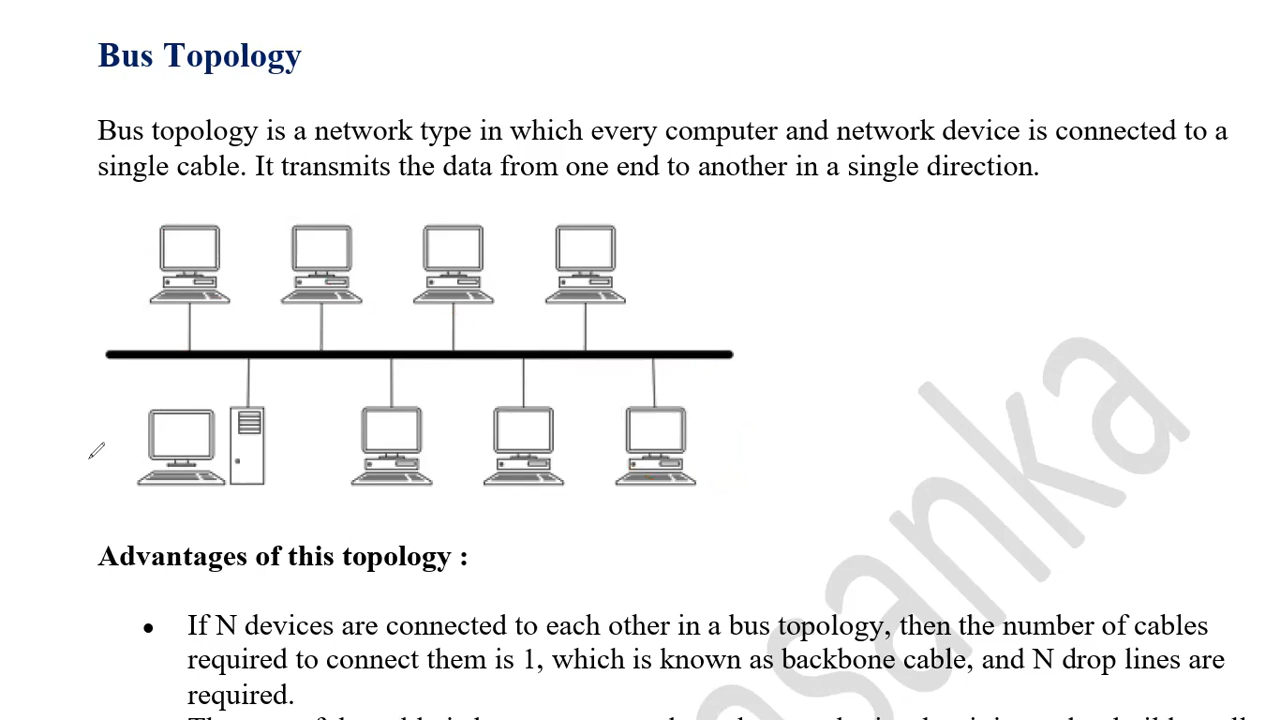 Bus Topology
Bus topology is a network type in which every computer and network device is connected to a
single cable. It transmits the data from one end to another in a single direction.
Advantages of this topology :
• If N devices are connected to each other in a bus topology, then the number of cables
required to connect them is 1, which is known as backbone cable, and N drop lines are
required.
asanka